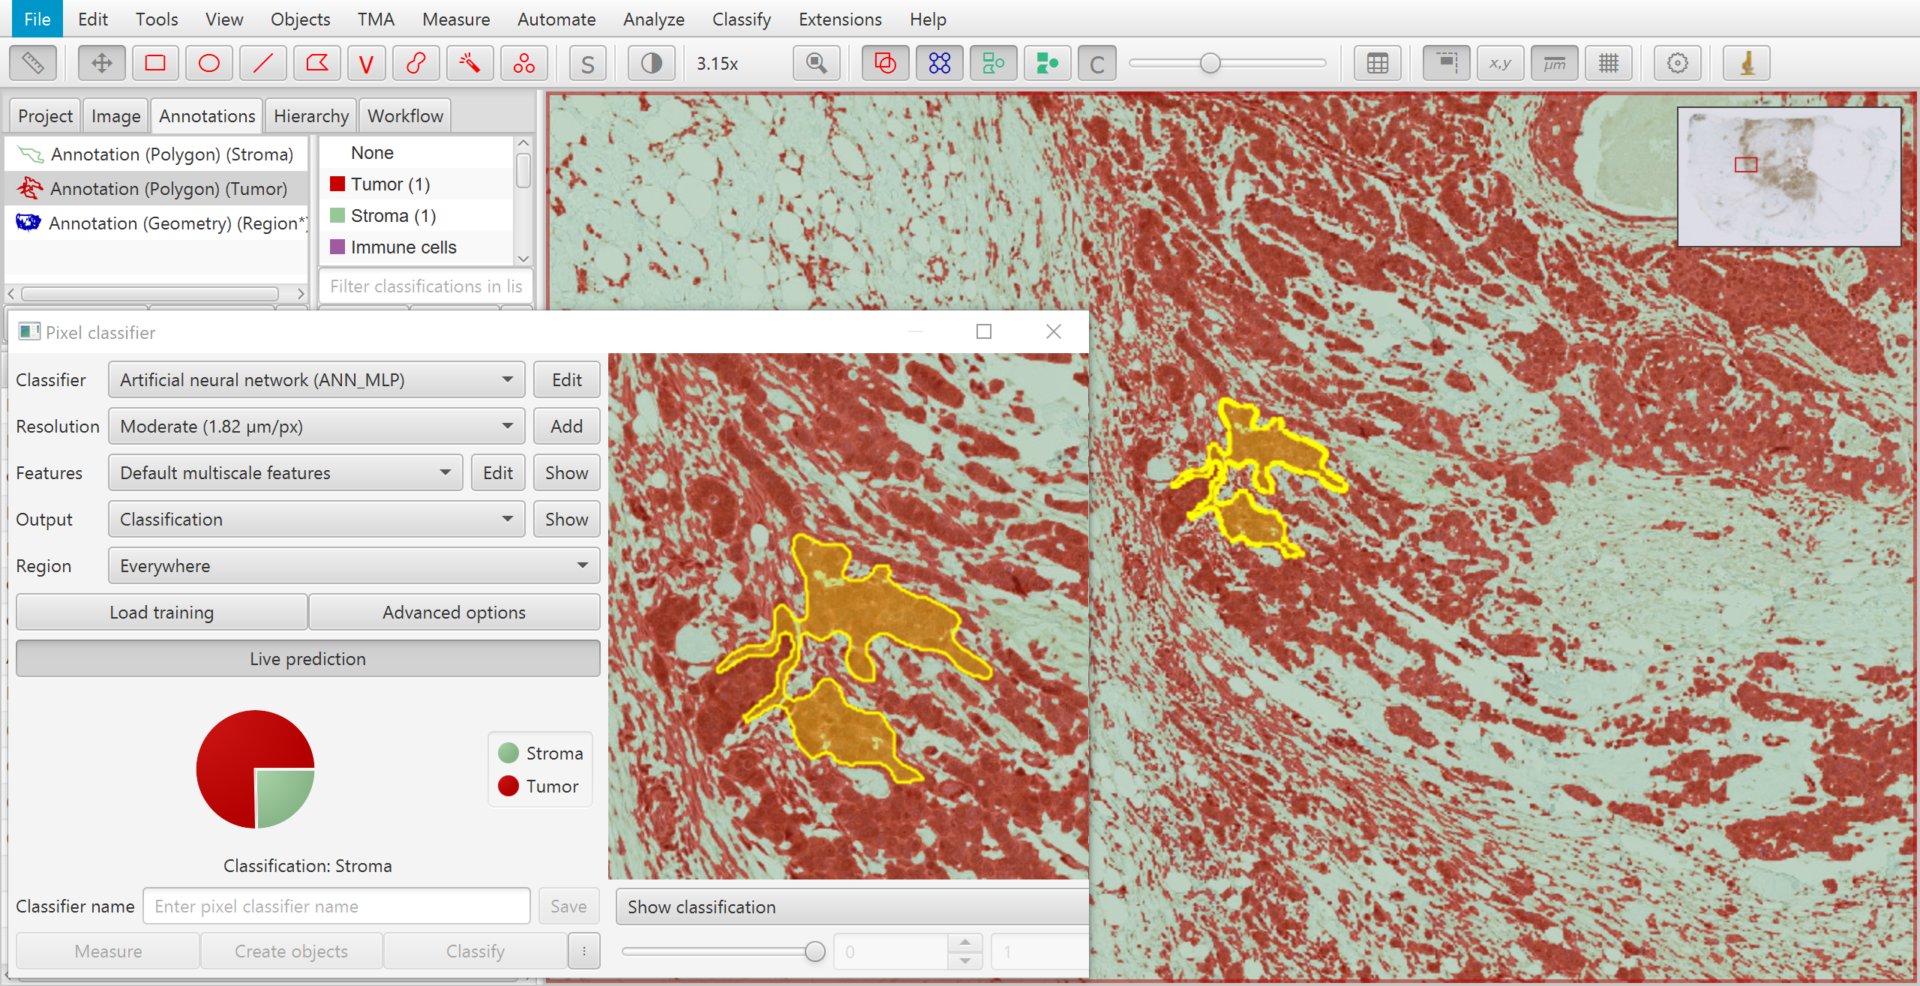 File Edit Tools View Objects TMA Measure Automate Analyze Classify Extensions Help
V S 3.15x C x,y µm
Project Image Annotations Hierarchy Workflow
Annotation (Polygon) (Stroma)
Annotation (Polygon) (Tumor)
Annotation (Geometry) (Region*)
None
Tumor (1)
Stroma (1)
Immune cells
Filter classifications in lis
Pixel classifier
Classifier Artificial neural network (ANN_MLP) Edit
Resolution Moderate (1.82 µm/px) Add
Features Default multiscale features Edit Show
Output Classification Show
Region Everywhere
Load training Advanced options
Live prediction
Stroma
Tumor
Classification: Stroma
Classifier name Enter pixel classifier name Save
Show classification
Measure Create objects Classify
0 1